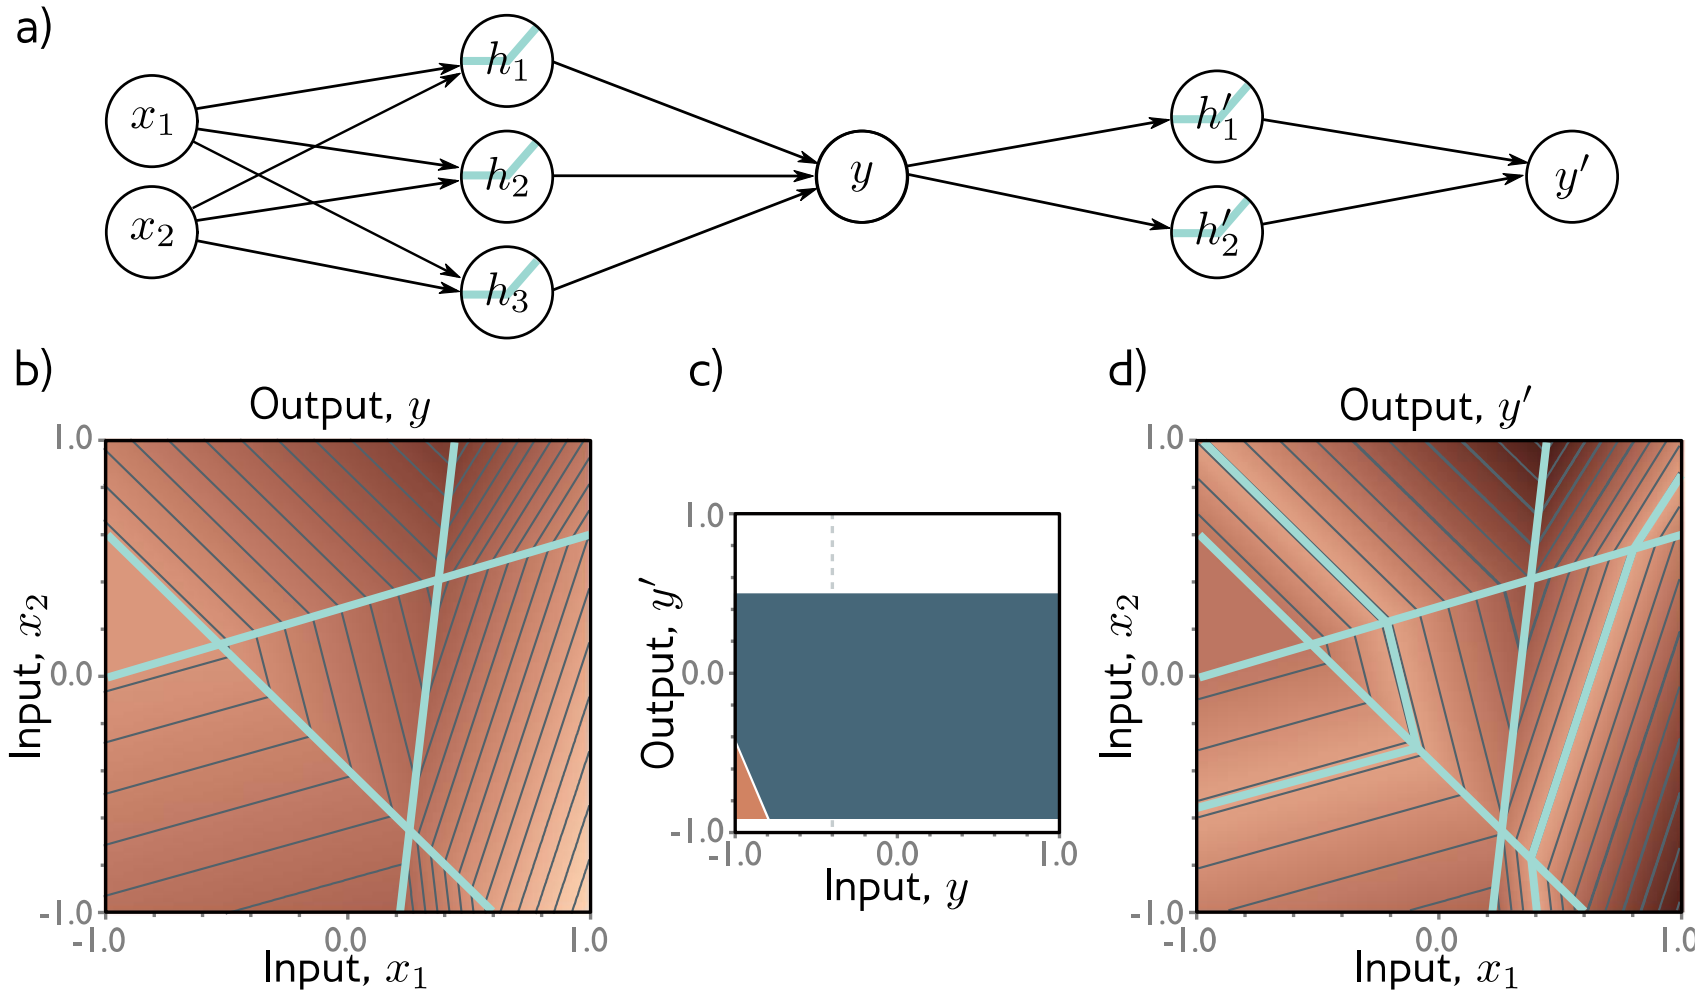 a)
x₁
x₂
h₁
h₂
h₃
y
h′₁
h′₂
y′
b)
Output, y
1.0
0.0
-1.0
Input, x₂
-1.0 0.0 1.0
Input, x₁
c)
1.0
0.0
-1.0
Output, y′
-1.0 0.0 1.0
Input, y
d)
Output, y′
1.0
0.0
-1.0
Input, x₂
-1.0 0.0 1.0
Input, x₁